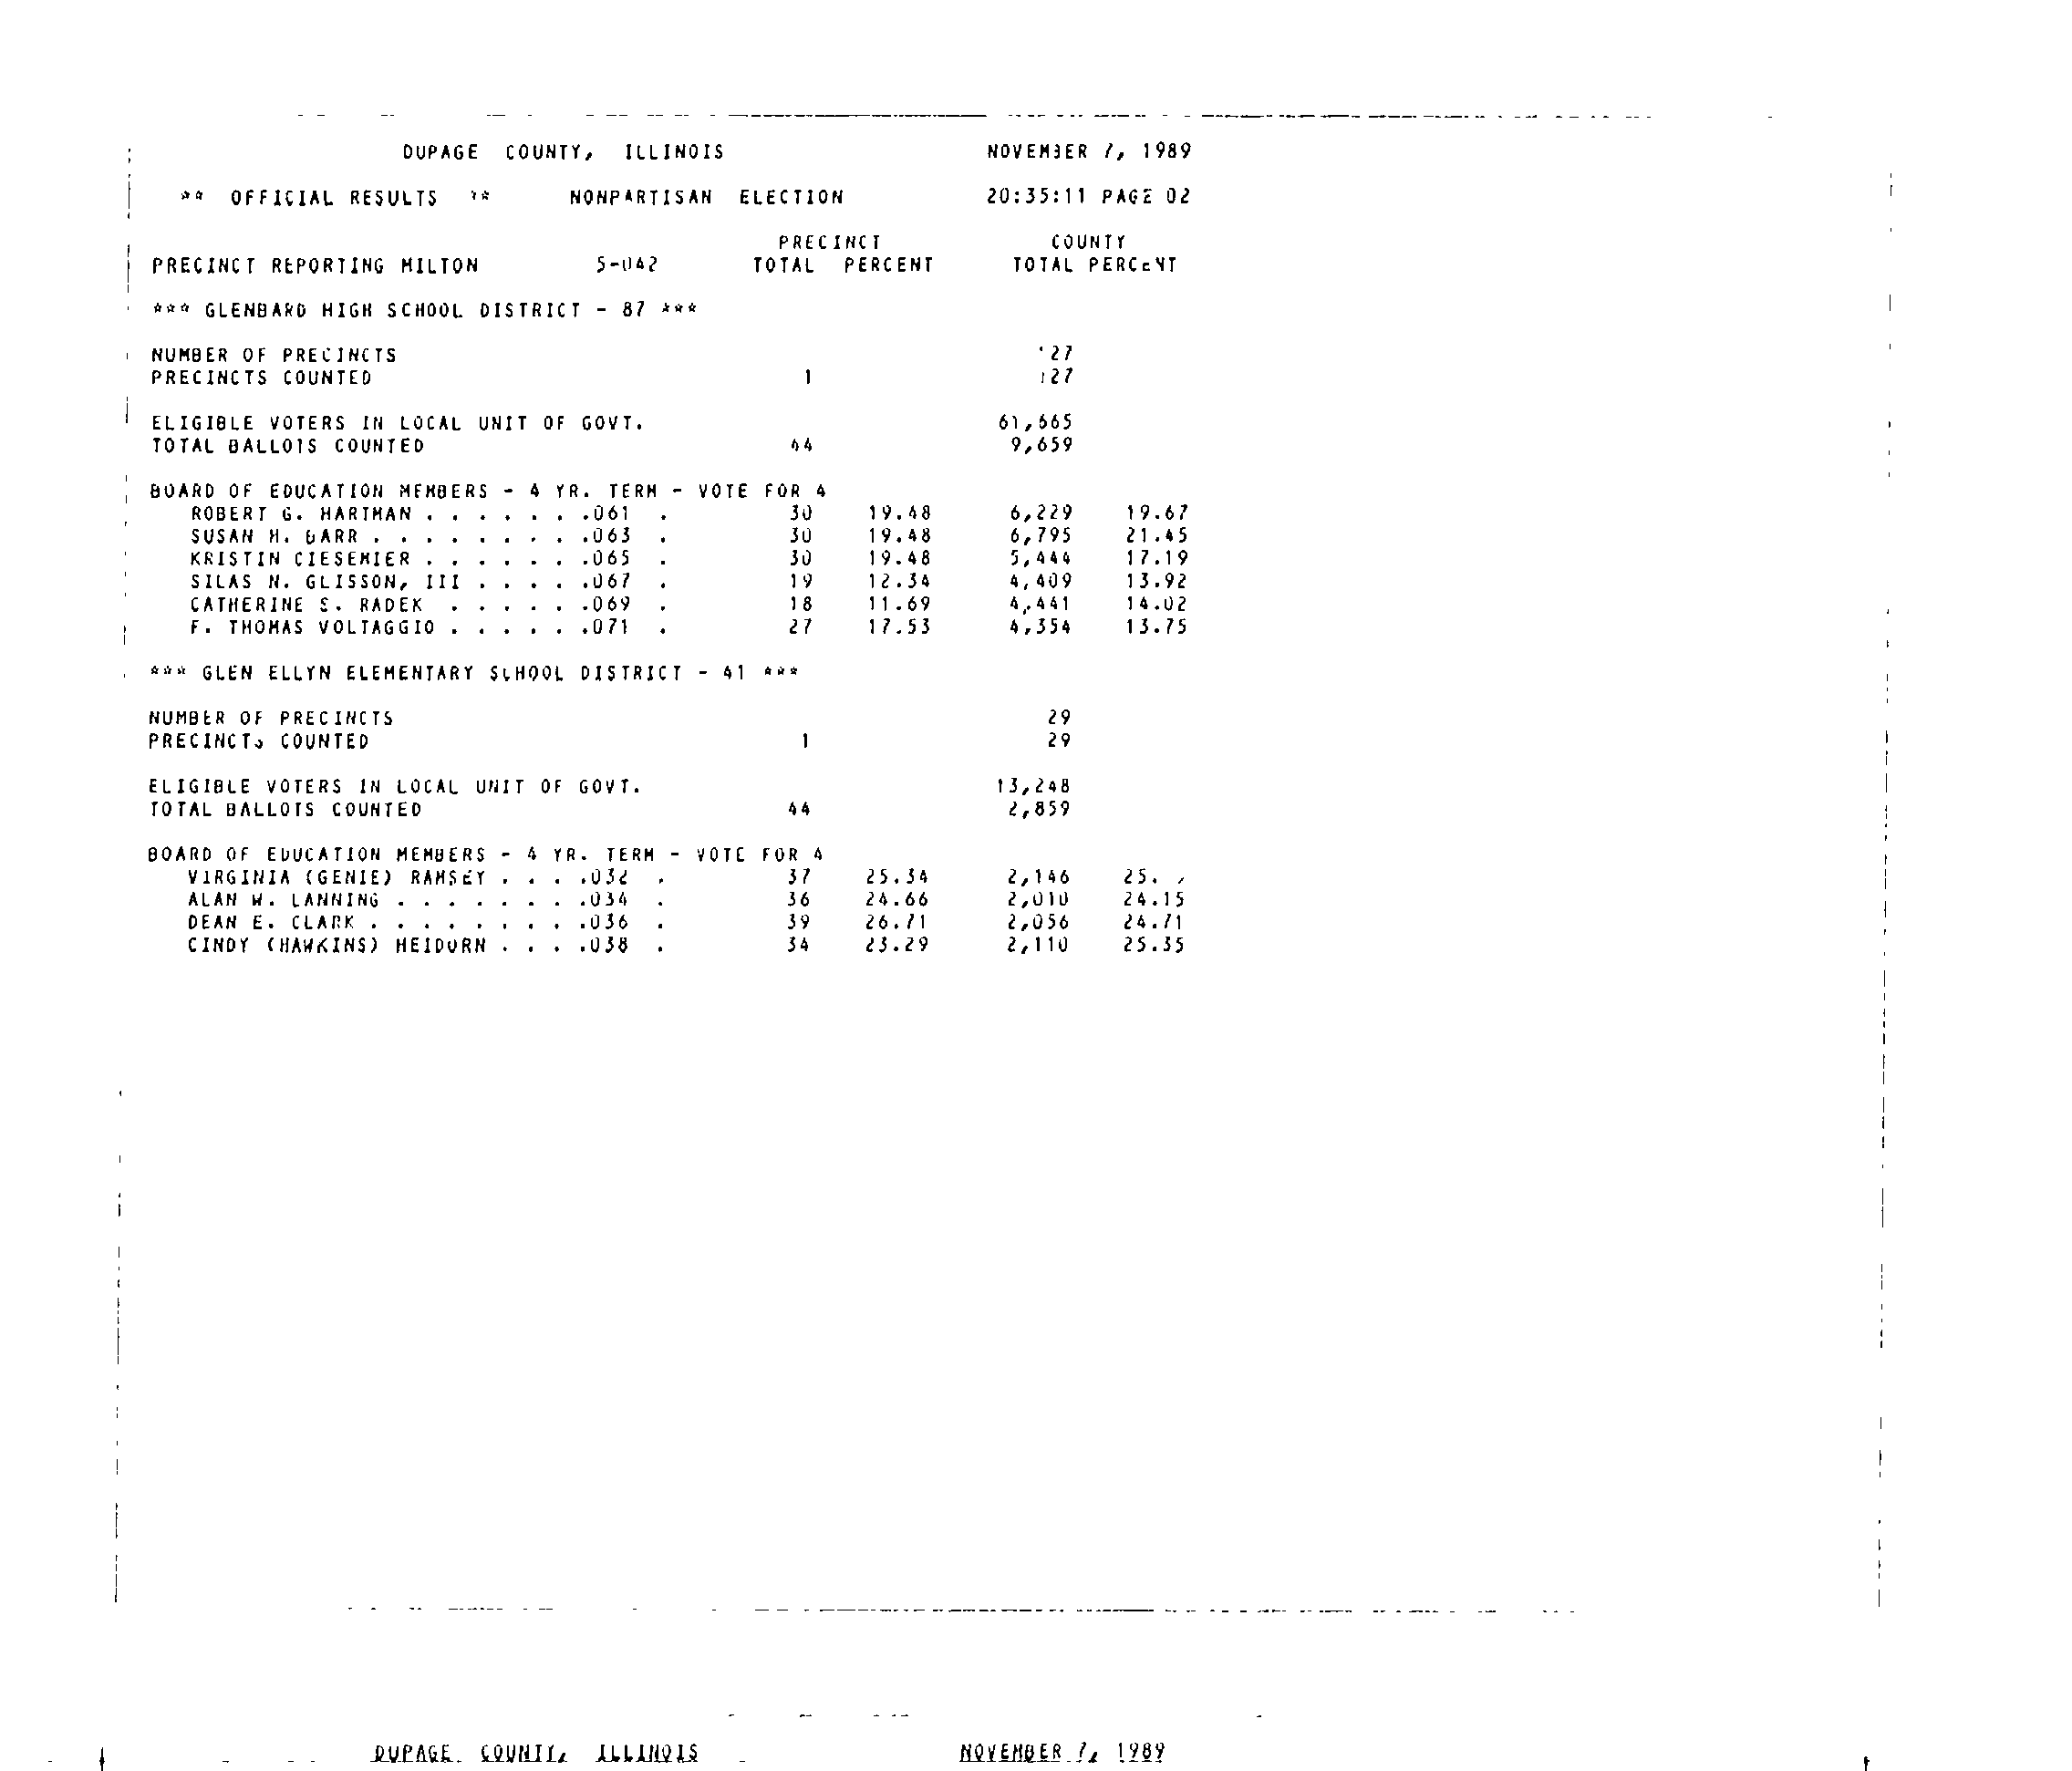 DUPAGE COUNTY, ILLINOIS NOVEMBER 7, 1989
** OFFICIAL RESULTS ** NONPARTISAN ELECTION 20:35:11 PAGE 02
PRECINCT COUNTY
PRECINCT REPORTING MILTON 5-042 TOTAL PERCENT TOTAL PERCENT
*** GLENBARD HIGH SCHOOL DISTRICT - 87 ***
NUMBER OF PRECINCTS
PRECINCTS COUNTED 1
ELIGIBLE VOTERS IN LOCAL UNIT OF GOVT. 61,665
TOTAL BALLOTS COUNTED 44 9,659
BOARD OF EDUCATION MEMBERS - 4 YR. TERM - VOTE FOR 4
ROBERT G. HARTMAN . . . . . . .061 . 30 19.48 6,229 19.67
SUSAN H. BARR . . . . . . . . .063 . 30 19.48 6,795 21.45
KRISTIN CIESEMIER . . . . . . .065 . 30 19.48 5,444 17.19
SILAS N. GLISSON, III . . . . .067 . 19 12.34 4,409 13.92
CATHERINE S. RADEK . . . . . .069 . 18 11.69 4,441 14.02
F. THOMAS VOLTAGGIO . . . . . .071 . 27 17.53 4,354 13.75
*** GLEN ELLYN ELEMENTARY SCHOOL DISTRICT - 41 ***
NUMBER OF PRECINCTS 29
PRECINCTS COUNTED 1 29
ELIGIBLE VOTERS IN LOCAL UNIT OF GOVT. 13,248
TOTAL BALLOTS COUNTED 44 2,859
BOARD OF EDUCATION MEMBERS - 4 YR. TERM - VOTE FOR 4
VIRGINIA (GENIE) RAMSEY . . . .032 . 37 25.34 2,146
ALAN W. LANNING . . . . . . . .034 . 36 24.66 2,010 24.15
DEAN E. CLARK . . . . . . . . .036 . 39 26.71 2,056 24.71
CINDY (HAWKINS) HEIDORN . . . .038 . 34 23.29 2,110 25.35
DUPAGE COUNTY, ILLINOIS NOVEMBER 7, 1989